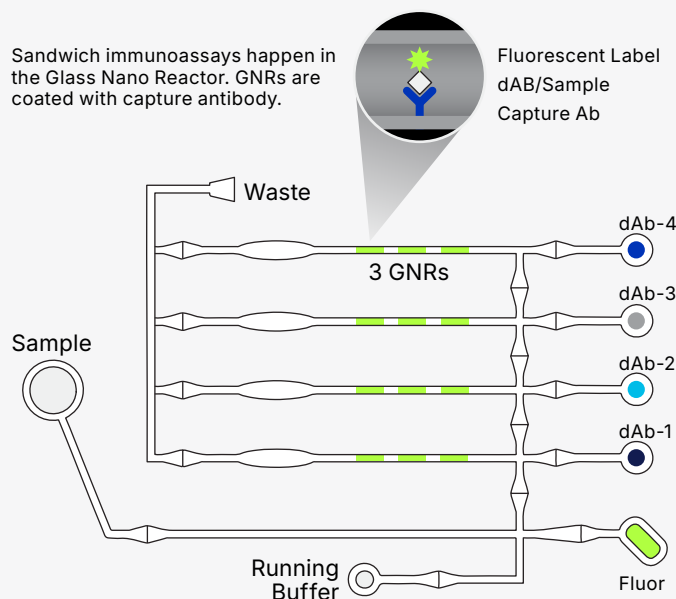 Sandwich immunoassays happen in
the Glass Nano Reactor. GNRs are
coated with capture antibody.
Fluorescent Label
dAB/Sample
Capture Ab
Waste
dAb-4
3 GNRs
dAb-3
Sample
dAb-2
dAb-1
Running
Buffer
Fluor